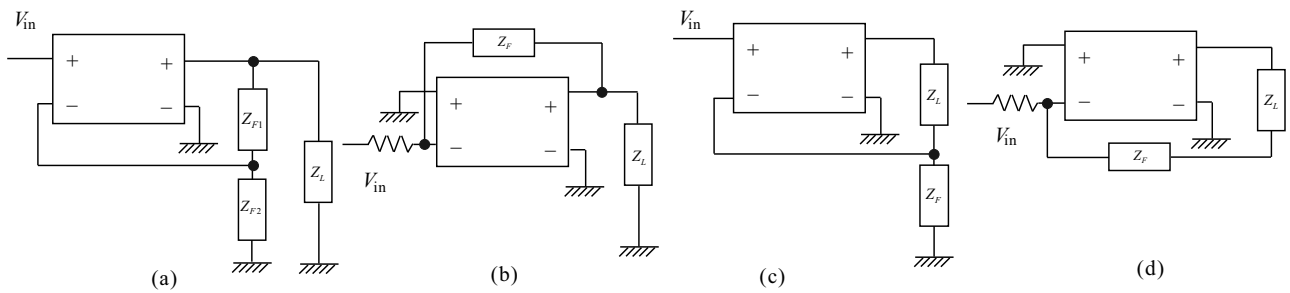 V_in
+ +
− −
Z_F1
Z_F2
Z_L
(a)
Z_F
+ +
− −
V_in
Z_L
(b)
V_in
+ +
− −
Z_L
Z_F
(c)
+ +
− −
V_in
Z_F
Z_L
(d)